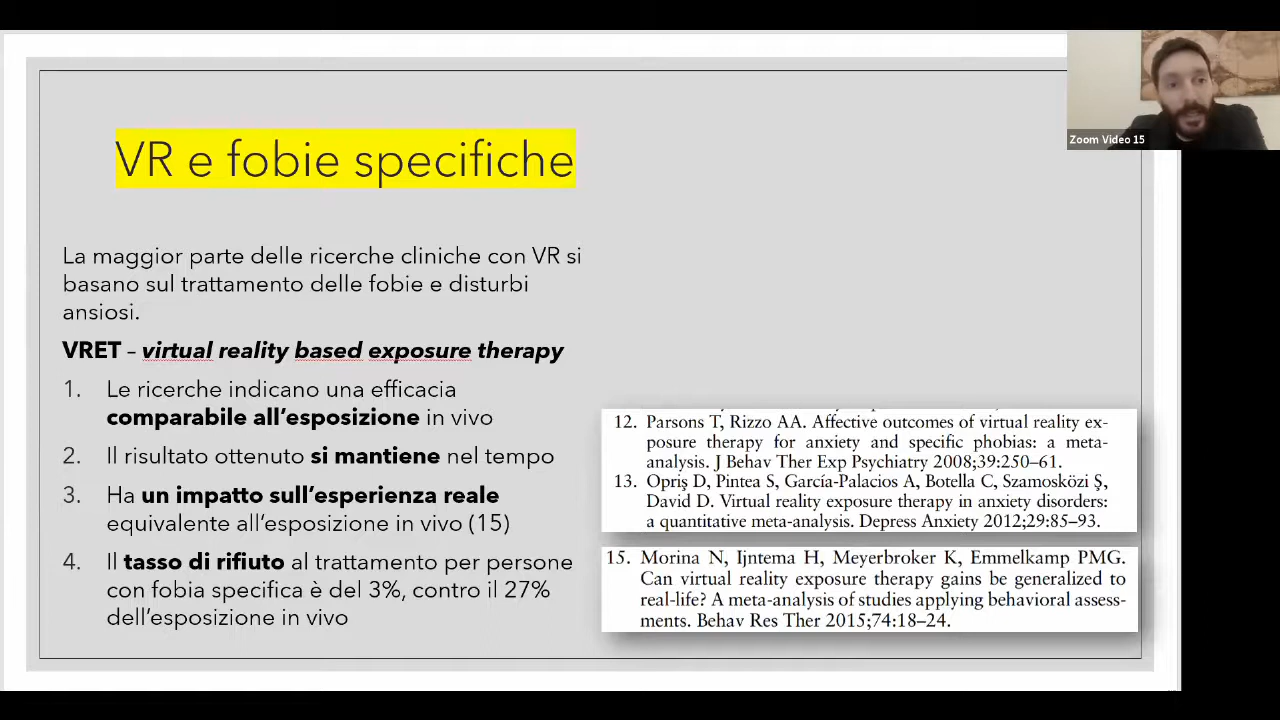 VR e fobie specifiche
La maggior parte delle ricerche cliniche con VR si
basano sul trattamento delle fobie e disturbi
ansiosi.
VRET – virtual reality based exposure therapy
1. Le ricerche indicano una efficacia
comparabile all’esposizione in vivo
2. Il risultato ottenuto si mantiene nel tempo
3. Ha un impatto sull’esperienza reale
equivalente all’esposizione in vivo (15)
4. Il tasso di rifiuto al trattamento per persone
con fobia specifica è del 3%, contro il 27%
dell’esposizione in vivo
12. Parsons T, Rizzo AA. Affective outcomes of virtual reality ex-
posure therapy for anxiety and specific phobias: a meta-
analysis. J Behav Ther Exp Psychiatry 2008;39:250–61.
13. Opriş D, Pintea S, García-Palacios A, Botella C, Szamosközi Ş,
David D. Virtual reality exposure therapy in anxiety disorders:
a quantitative meta-analysis. Depress Anxiety 2012;29:85–93.
15. Morina N, Ijntema H, Meyerbroker K, Emmelkamp PMG.
Can virtual reality exposure therapy gains be generalized to
real-life? A meta-analysis of studies applying behavioral assess-
ments. Behav Res Ther 2015;74:18–24.
Zoom Video 15